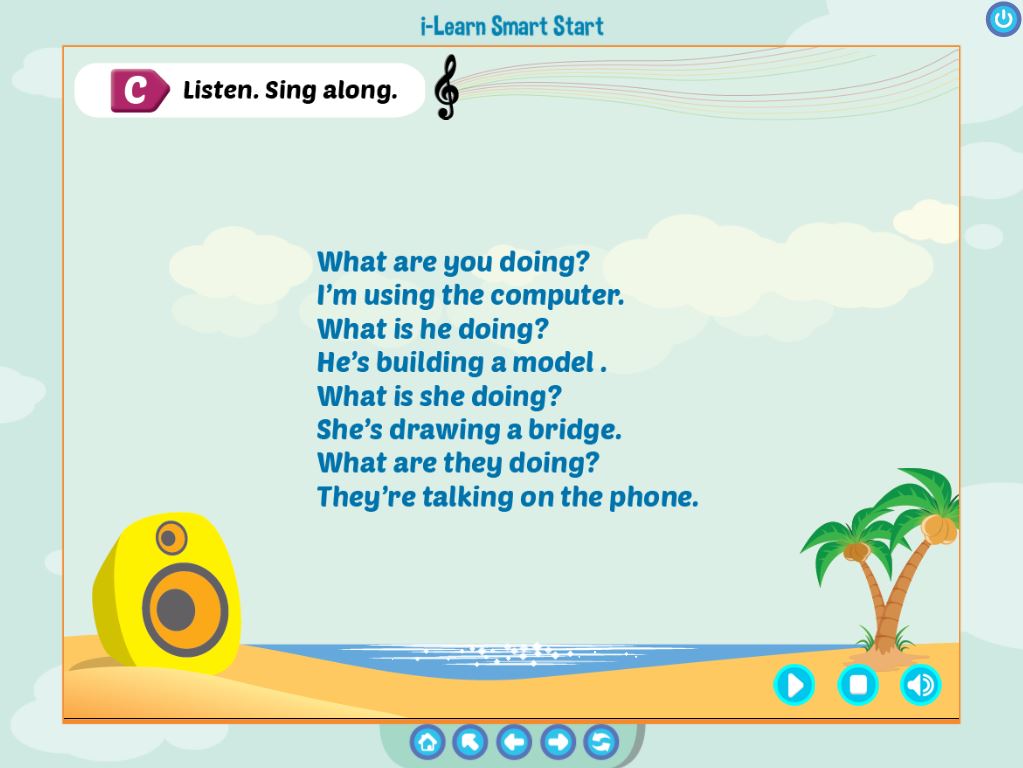 i-Learn Smart Start
C Listen. Sing along.
What are you doing?
I'm using the computer.
What is he doing?
He's building a model .
What is she doing?
She's drawing a bridge.
What are they doing?
They're talking on the phone.